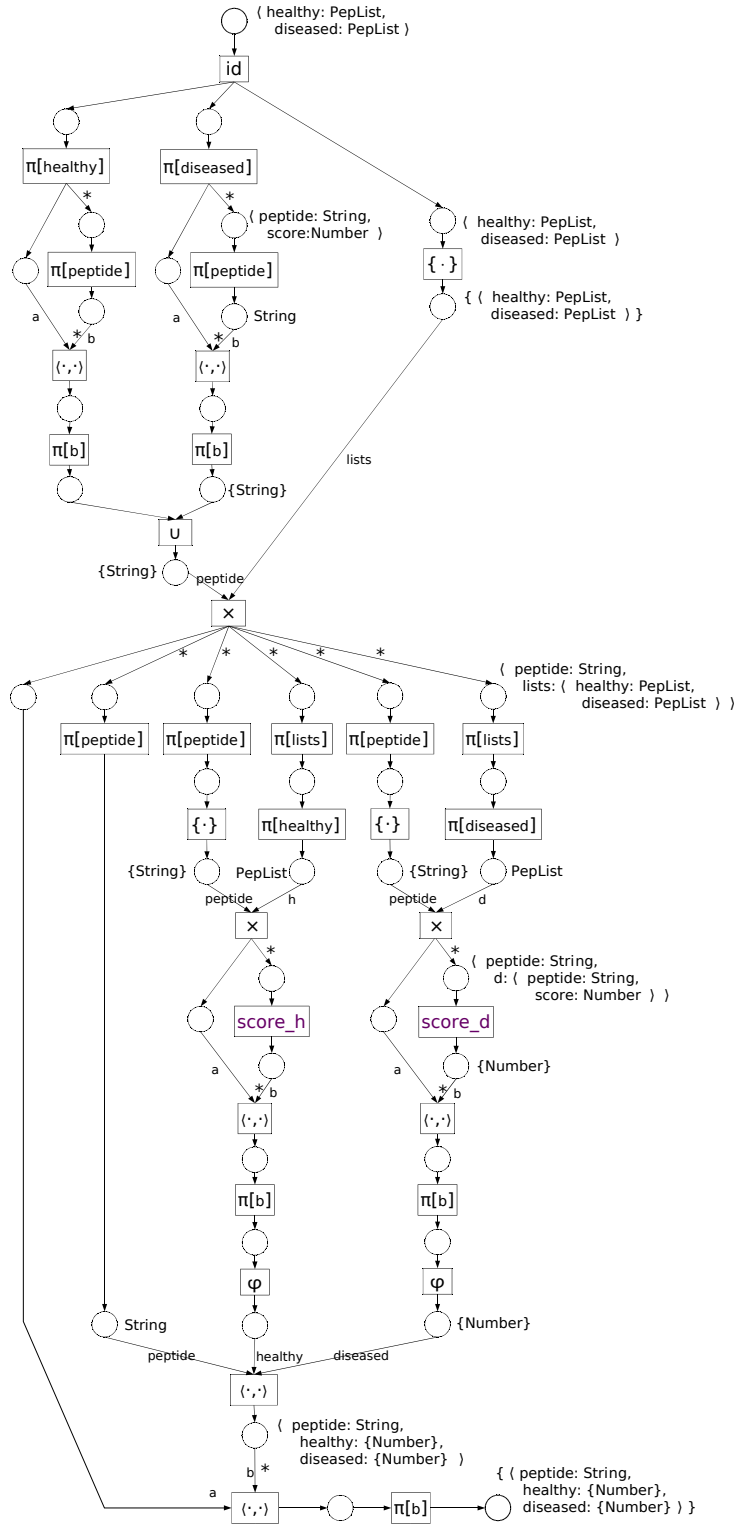 ⟨ healthy: PepList,
diseased: PepList ⟩
id
π[healthy]
π[diseased]
*
*
⟨ peptide: String,
score:Number ⟩
⟨ healthy: PepList,
diseased: PepList ⟩
π[peptide]
π[peptide]
{ · }
{ ⟨ healthy: PepList,
diseased: PepList ⟩ }
a
* b
a
String
* b
⟨·,·⟩
⟨·,·⟩
π[b]
π[b]
lists
{String}
∪
{String}
peptide
×
*
*
*
*
*
⟨ peptide: String,
lists: ⟨ healthy: PepList,
diseased: PepList ⟩ ⟩
π[peptide]
π[peptide]
π[lists]
π[peptide]
π[lists]
{·}
π[healthy]
{·}
π[diseased]
{String}
PepList
{String}
PepList
peptide
h
peptide
d
×
×
*
*
⟨ peptide: String,
d: ⟨ peptide: String,
score: Number ⟩ ⟩
score_h
score_d
a
* b
a
* b
{Number}
⟨·,·⟩
⟨·,·⟩
π[b]
π[b]
φ
φ
String
{Number}
peptide
healthy
diseased
⟨·,·⟩
⟨ peptide: String,
healthy: {Number},
diseased: {Number} ⟩
b *
a
⟨·,·⟩
π[b]
{ ⟨ peptide: String,
healthy: {Number},
diseased: {Number} ⟩ }